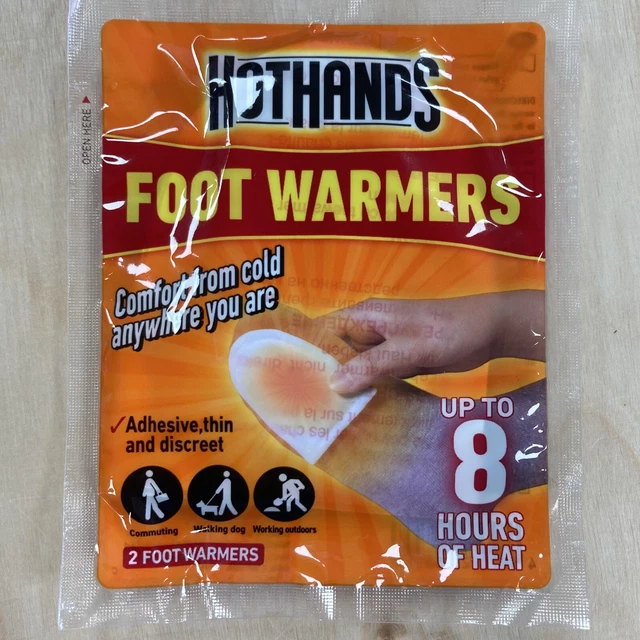 HOTHANDS
OPEN HERE
FOOT WARMERS
Comfort from cold
anywhere you are
Adhesive,thin
and discreet
UP TO
8
HOURS
OF HEAT
Commuting
Walking dog
Working outdoors
2 FOOT WARMERS